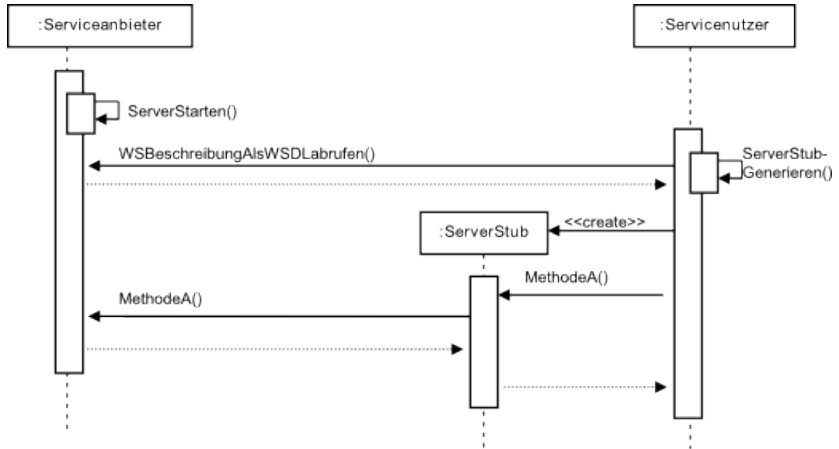 :Serviceanbieter
:Servicenutzer
ServerStarten()
WSBeschreibungAlsWSDLabrufen()
ServerStub-
Generieren()
<<create>>
:ServerStub
MethodeA()
MethodeA()